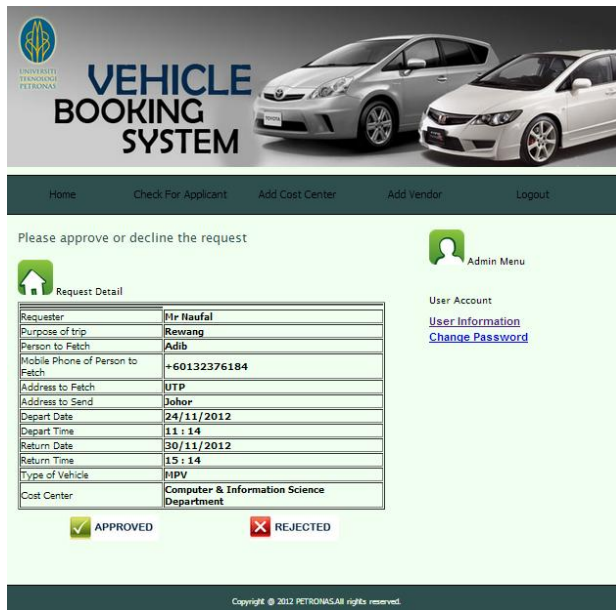 UNIVERSITI
TEKNOLOGI
PETRONAS
VEHICLE
BOOKING
SYSTEM
TOYOTA
Home Check For Applicant Add Cost Center Add Vendor Logout
Please approve or decline the request
Admin Menu
Request Detail
User Account
User Information
Change Password
Requester Mr Naufal
Purpose of trip Rewang
Person to Fetch Adib
Mobile Phone of Person to
Fetch +60132376184
Address to Fetch UTP
Address to Send Johor
Depart Date 24/11/2012
Depart Time 11 : 14
Return Date 30/11/2012
Return Time 15 : 14
Type of Vehicle MPV
Cost Center Computer & Information Science
Department
APPROVED REJECTED
Copyright @ 2012 PETRONAS.All rights reserved.